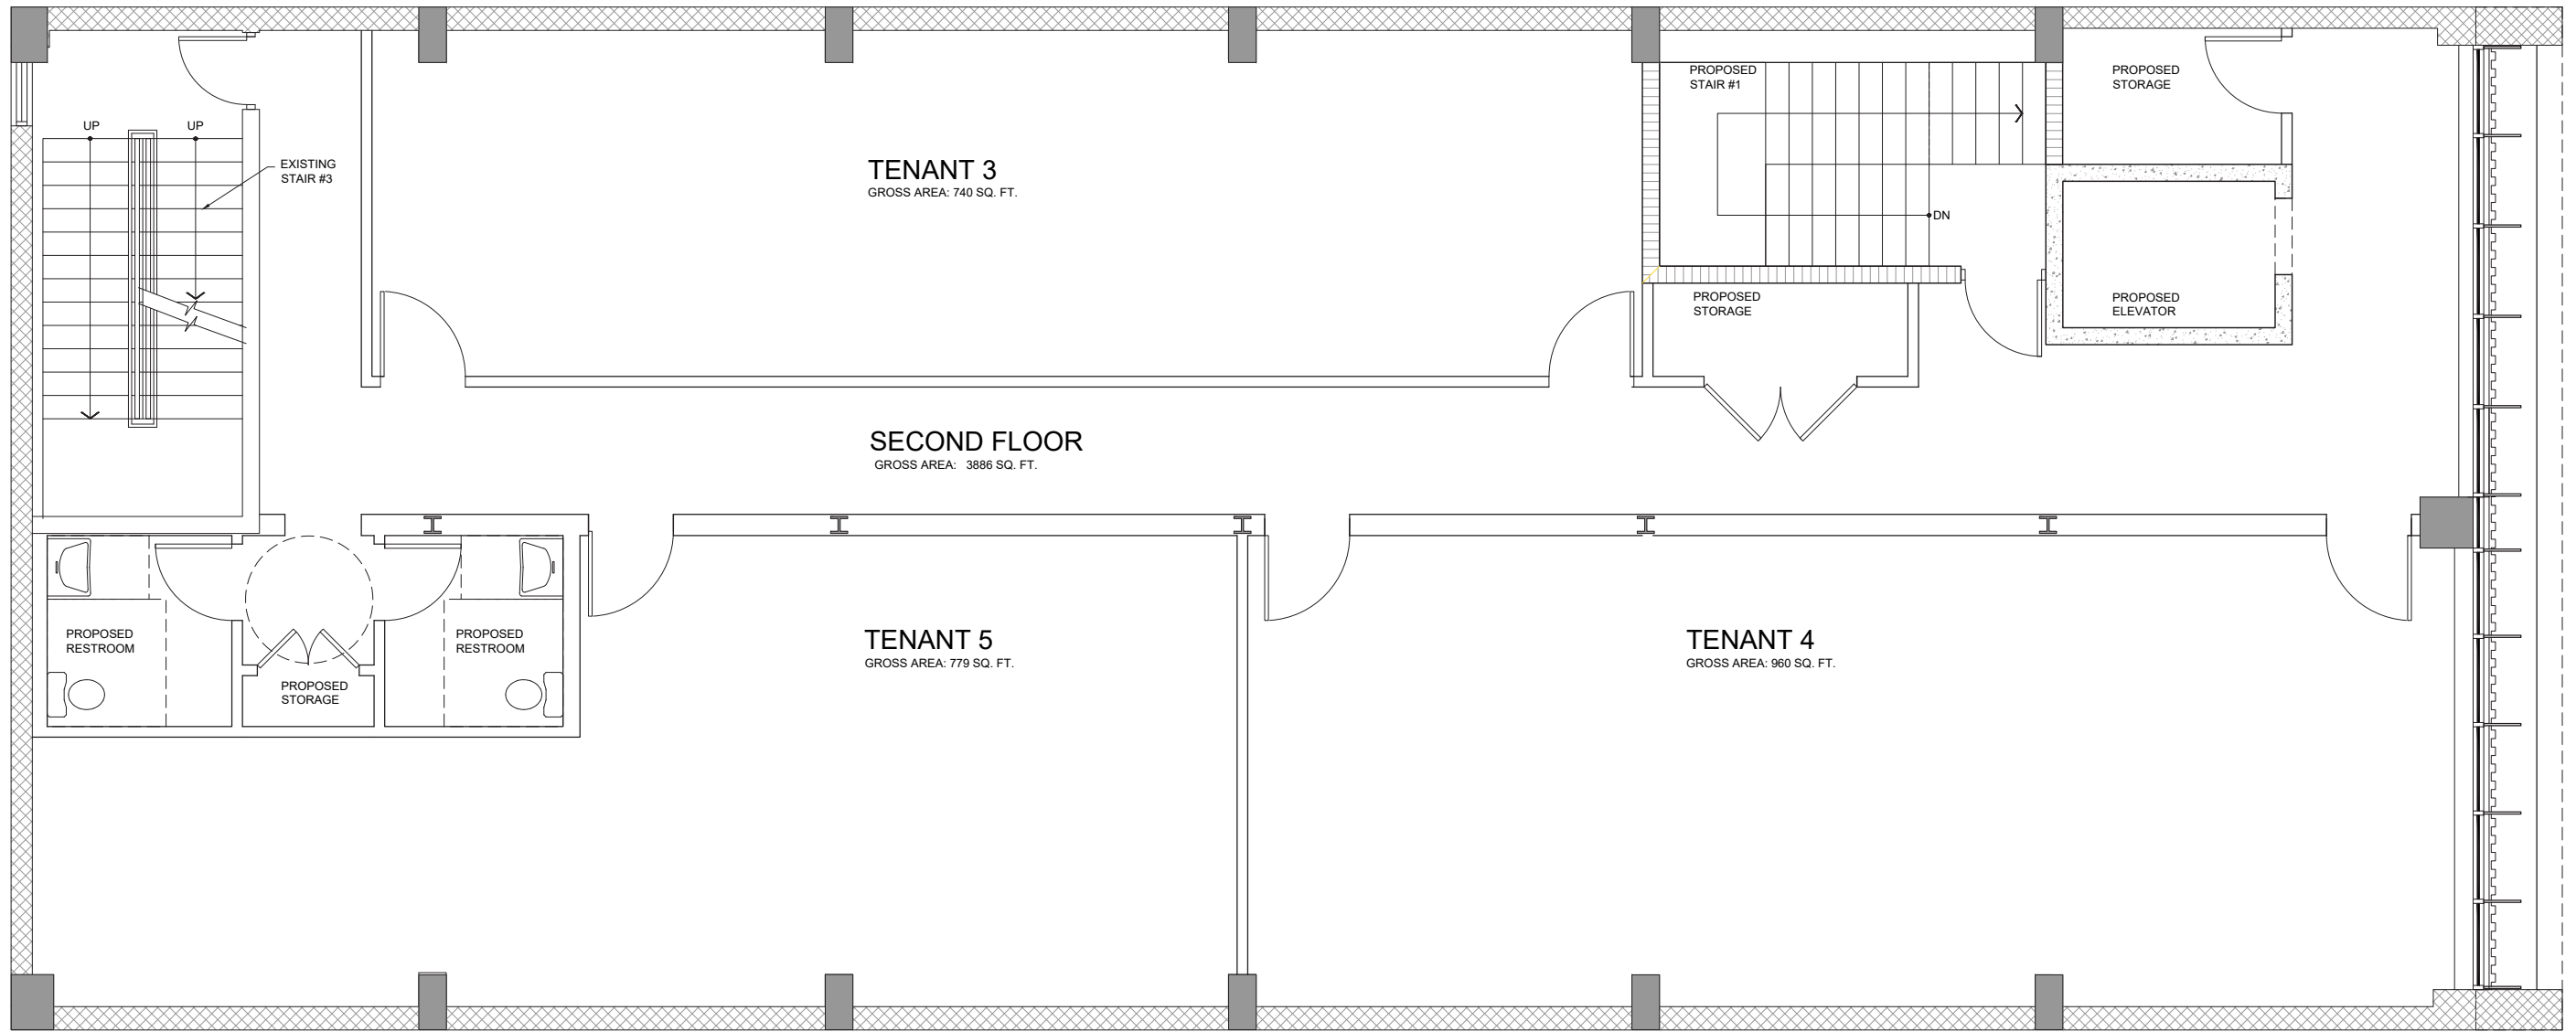 PROPOSED
STAIR #1
PROPOSED
STORAGE
UP
UP
EXISTING
STAIR #3
TENANT 3
GROSS AREA: 740 SQ. FT.
DN
PROPOSED
STORAGE
PROPOSED
ELEVATOR
SECOND FLOOR
GROSS AREA: 3886 SQ. FT.
PROPOSED
RESTROOM
PROPOSED
RESTROOM
TENANT 5
GROSS AREA: 779 SQ. FT.
TENANT 4
GROSS AREA: 960 SQ. FT.
PROPOSED
STORAGE